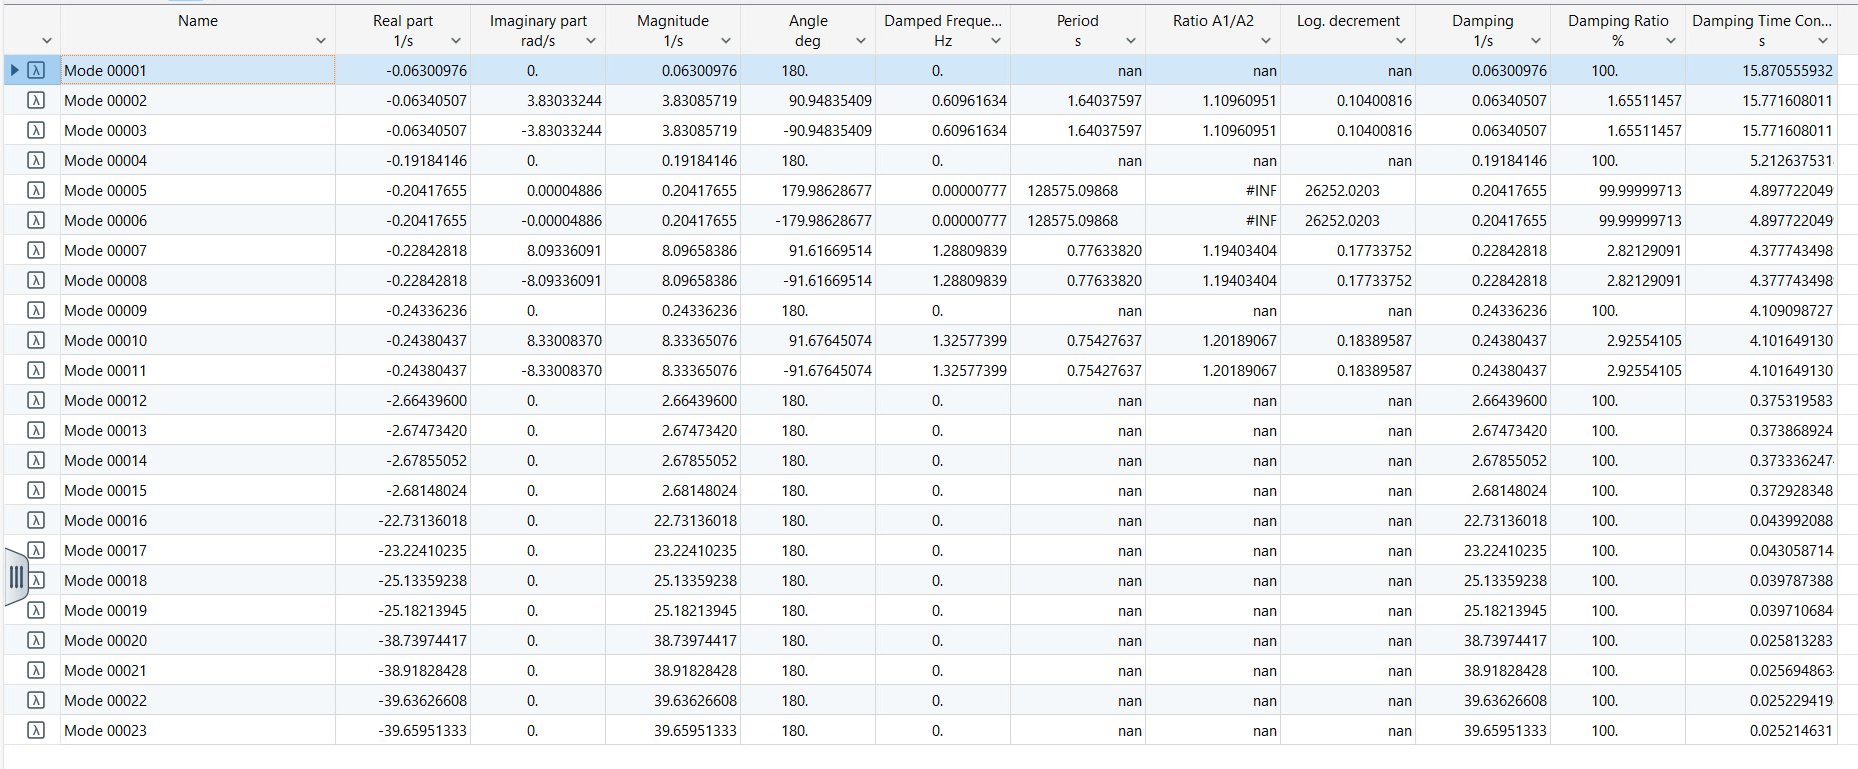 Name Real part Imaginary part Magnitude Angle Damped Freque... Period Ratio A1/A2 Log. decrement Damping Damping Ratio Damping Time Con...
1/s rad/s 1/s deg Hz s 1/s % s
λ Mode 00001 -0.06300976 0. 0.06300976 180. 0. nan nan nan 0.06300976 100. 15.870555932
λ Mode 00002 -0.06340507 3.83033244 3.83085719 90.94835409 0.60961634 1.64037597 1.10960951 0.10400816 0.06340507 1.65511457 15.771608011
λ Mode 00003 -0.06340507 -3.83033244 3.83085719 -90.94835409 0.60961634 1.64037597 1.10960951 0.10400816 0.06340507 1.65511457 15.771608011
λ Mode 00004 -0.19184146 0. 0.19184146 180. 0. nan nan nan 0.19184146 100. 5.212637531
λ Mode 00005 -0.20417655 0.00004886 0.20417655 179.98628677 0.00000777 128575.09868 #INF 26252.0203 0.20417655 99.99999713 4.897722049
λ Mode 00006 -0.20417655 -0.00004886 0.20417655 -179.98628677 0.00000777 128575.09868 #INF 26252.0203 0.20417655 99.99999713 4.897722049
λ Mode 00007 -0.22842818 8.09336091 8.09658386 91.61669514 1.28809839 0.77633820 1.19403404 0.17733752 0.22842818 2.82129091 4.377743498
λ Mode 00008 -0.22842818 -8.09336091 8.09658386 -91.61669514 1.28809839 0.77633820 1.19403404 0.17733752 0.22842818 2.82129091 4.377743498
λ Mode 00009 -0.24336236 0. 0.24336236 180. 0. nan nan nan 0.24336236 100. 4.109098727
λ Mode 00010 -0.24380437 8.33008370 8.33365076 91.67645074 1.32577399 0.75427637 1.20189067 0.18389587 0.24380437 2.92554105 4.101649130
λ Mode 00011 -0.24380437 -8.33008370 8.33365076 -91.67645074 1.32577399 0.75427637 1.20189067 0.18389587 0.24380437 2.92554105 4.101649130
λ Mode 00012 -2.66439600 0. 2.66439600 180. 0. nan nan nan 2.66439600 100. 0.375319583
λ Mode 00013 -2.67473420 0. 2.67473420 180. 0. nan nan nan 2.67473420 100. 0.373868924
λ Mode 00014 -2.67855052 0. 2.67855052 180. 0. nan nan nan 2.67855052 100. 0.373336247
λ Mode 00015 -2.68148024 0. 2.68148024 180. 0. nan nan nan 2.68148024 100. 0.372928348
λ Mode 00016 -22.73136018 0. 22.73136018 180. 0. nan nan nan 22.73136018 100. 0.043992088
λ Mode 00017 -23.22410235 0. 23.22410235 180. 0. nan nan nan 23.22410235 100. 0.043058714
λ Mode 00018 -25.13359238 0. 25.13359238 180. 0. nan nan nan 25.13359238 100. 0.039787388
λ Mode 00019 -25.18213945 0. 25.18213945 180. 0. nan nan nan 25.18213945 100. 0.039710684
λ Mode 00020 -38.73974417 0. 38.73974417 180. 0. nan nan nan 38.73974417 100. 0.025813283
λ Mode 00021 -38.91828428 0. 38.91828428 180. 0. nan nan nan 38.91828428 100. 0.025694863
λ Mode 00022 -39.63626608 0. 39.63626608 180. 0. nan nan nan 39.63626608 100. 0.025229419
λ Mode 00023 -39.65951333 0. 39.65951333 180. 0. nan nan nan 39.65951333 100. 0.025214631